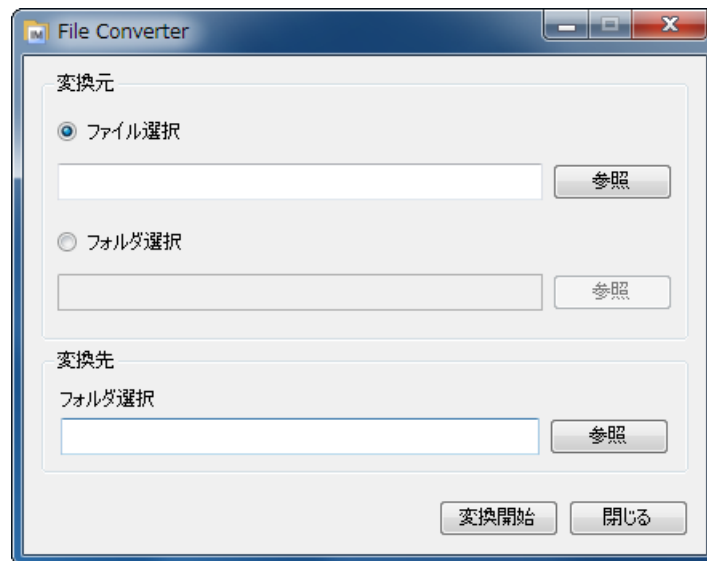 IM File Converter
変換元
ファイル選択
参照
フォルダ選択
参照
変換先
フォルダ選択
参照
変換開始 閉じる